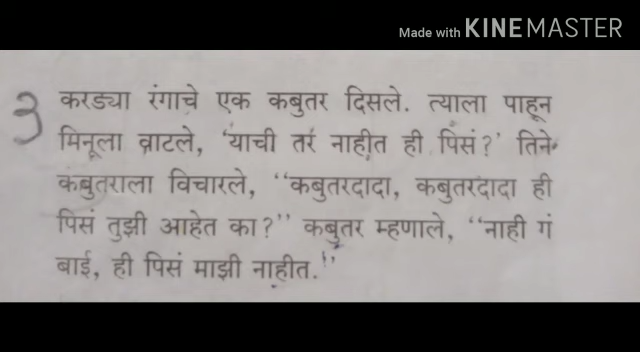 Made with KINEMASTER
3 करड्या रंगाचे एक कबुतर दिसले. त्याला पाहून
मिनूला वाटले, ‘याची तर नाहीत ही पिसं?’ तिने
कबुतराला विचारले, ‘‘कबुतरदादा, कबुतरदादा ही
पिसं तुझी आहेत का?’’ कबुतर म्हणाले, ‘‘नाही गं
बाई, ही पिसं माझी नाहीत.’’